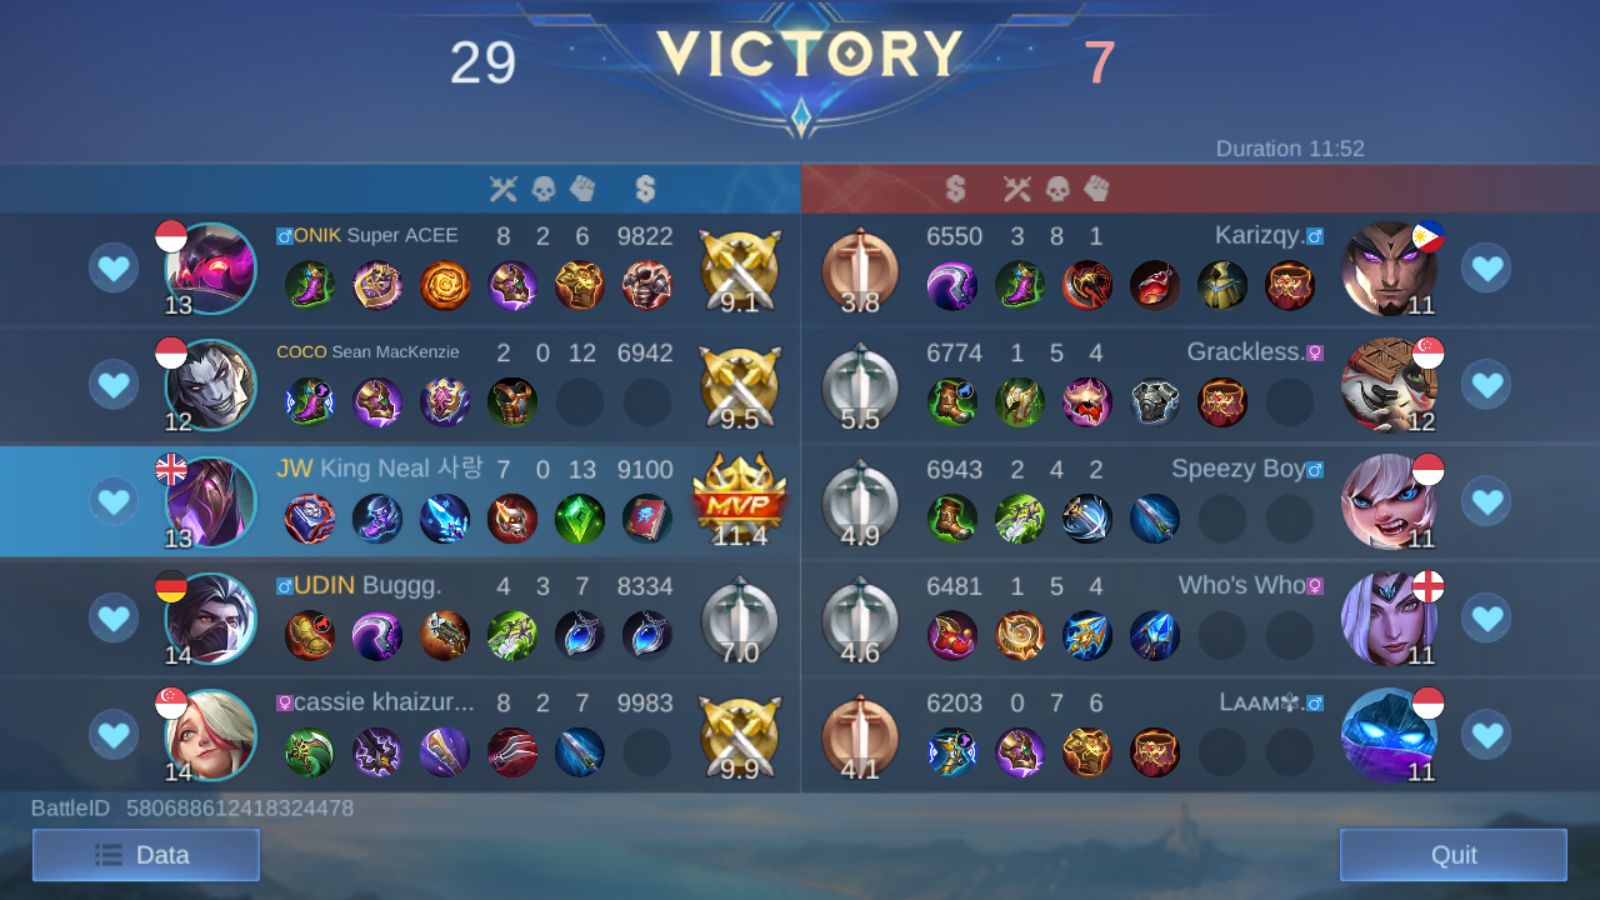 29 VICTORY 7
Duration 11:52
ONIK Super ACEE 8 2 6 9822 13 9.1
3.8 6550 3 8 1 Karizqy. 11
COCO Sean MacKenzie 2 0 12 6942 12 9.5
5.5 6774 1 5 4 Grackless. 12
JW King Neal 사랑 7 0 13 9100 13 MVP 11.4
4.9 6943 2 4 2 Speezy Boy 11
UDIN Buggg. 4 3 7 8334 14 7.0
4.6 6481 1 5 4 Who's Who 11
cassie khaizur... 8 2 7 9983 14 9.9
4.1 6203 0 7 6 Lᴀᴀᴍ✾. 11
BattleID 580688612418324478
Data
Quit